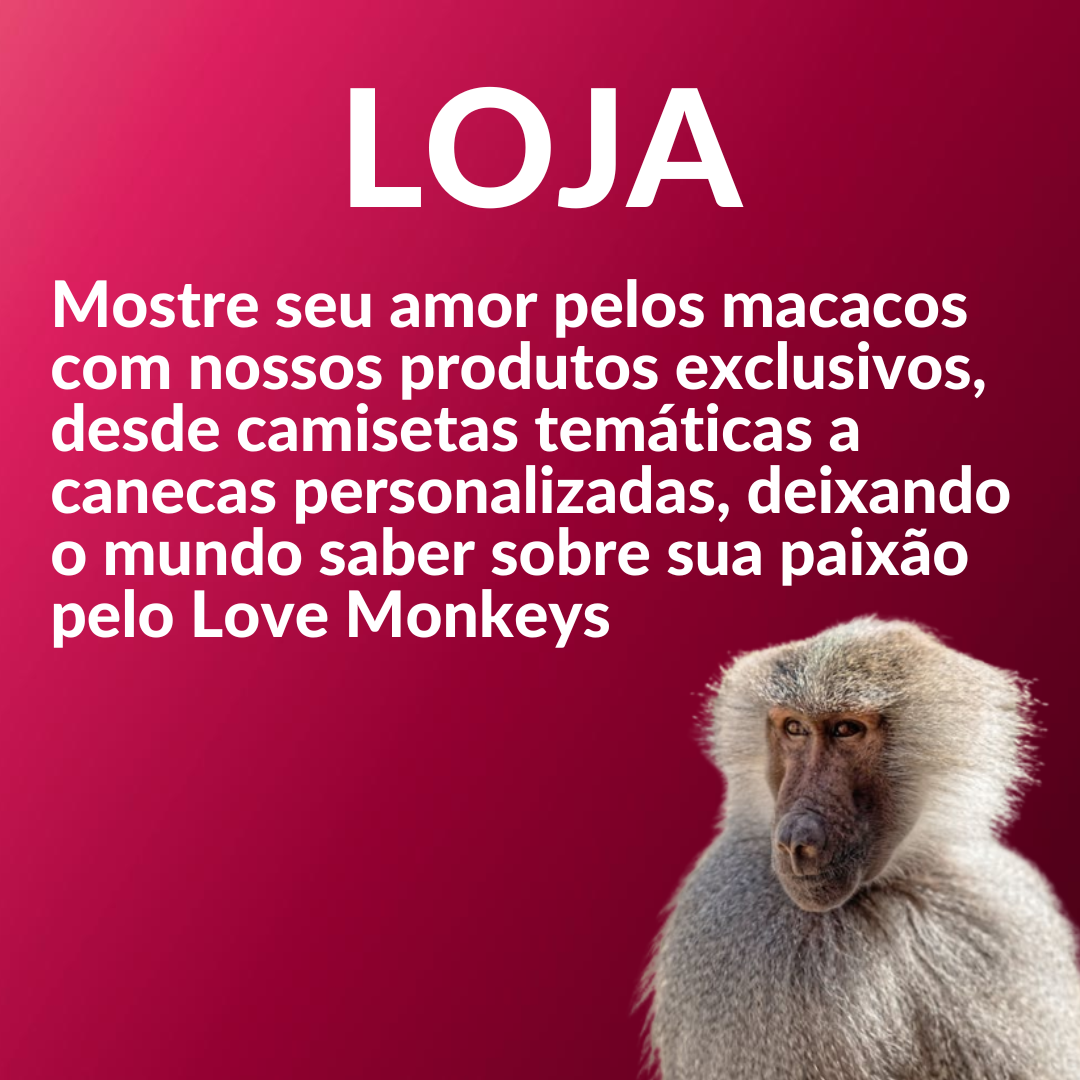 LOJA
Mostre seu amor pelos macacos
com nossos produtos exclusivos,
desde camisetas temáticas a
canecas personalizadas, deixando
o mundo saber sobre sua paixão
pelo Love Monkeys